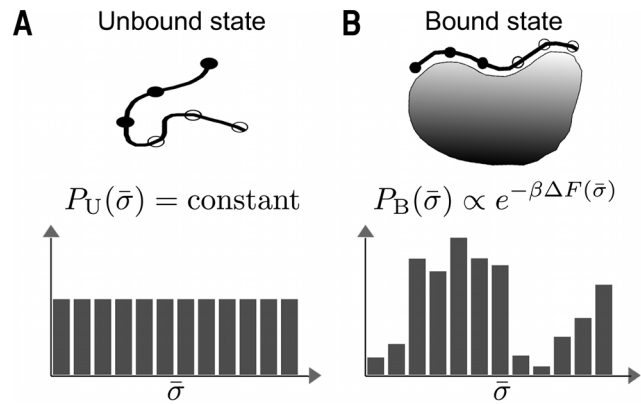 A Unbound state
B Bound state
P_U(σ̄) = constant
P_B(σ̄) ∝ e^{−βΔF(σ̄)}
σ̄
σ̄